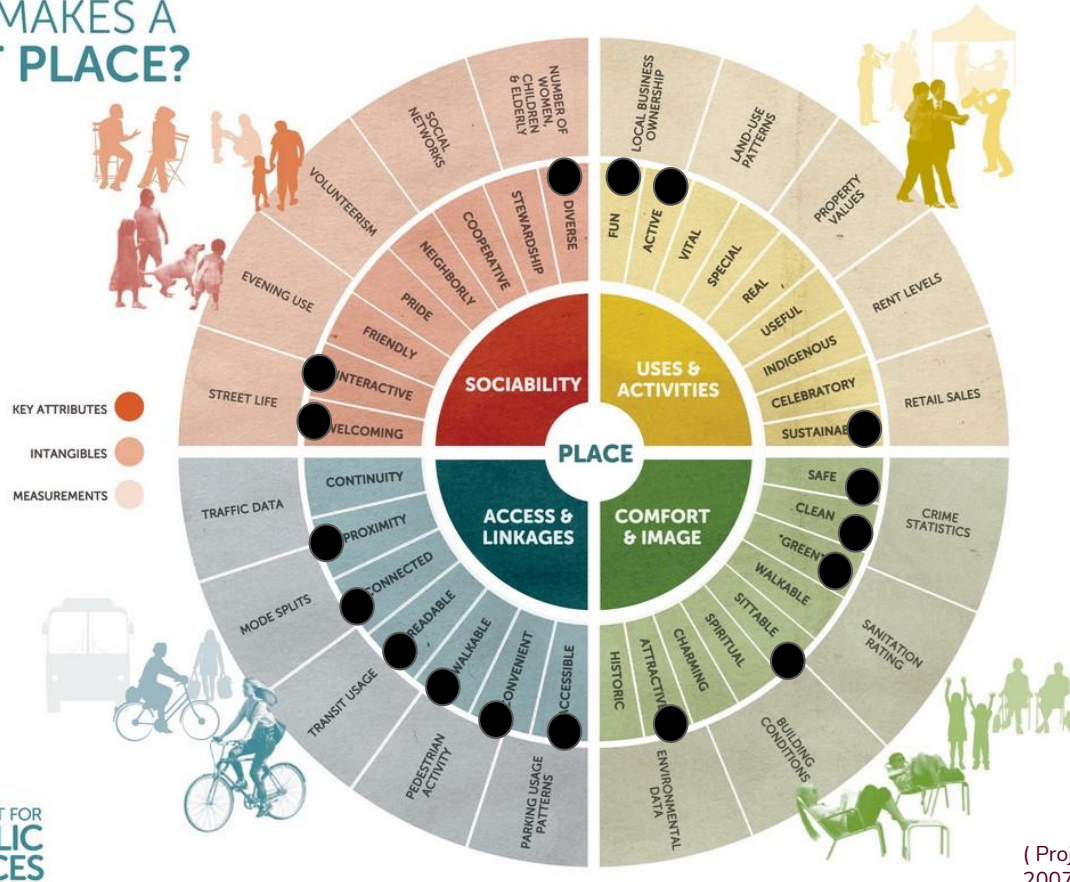 MAKES A
PLACE?
KEY ATTRIBUTES
INTANGIBLES
MEASUREMENTS
NUMBER OF
WOMEN,
CHILDREN
& ELDERLY
SOCIAL
NETWORKS
VOLUNTEERISM
EVENING USE
STREET LIFE
DIVERSE
STEWARDSHIP
COOPERATIVE
NEIGHBORLY
PRIDE
FRIENDLY
INTERACTIVE
WELCOMING
SOCIABILITY
LOCAL BUSINESS
OWNERSHIP
LAND-USE
PATTERNS
PROPERTY
VALUES
RENT LEVELS
RETAIL SALES
FUN
ACTIVE
VITAL
SPECIAL
REAL
USEFUL
INDIGENOUS
CELEBRATORY
SUSTAINAB
USES &
ACTIVITIES
PLACE
ACCESS &
LINKAGES
CONTINUITY
PROXIMITY
CONNECTED
READABLE
WALKABLE
CONVENIENT
ACCESSIBLE
TRAFFIC DATA
MODE SPLITS
TRANSIT USAGE
PEDESTRIAN
ACTIVITY
PARKING USAGE
PATTERNS
COMFORT
& IMAGE
SAFE
CLEAN
"GREEN"
WALKABLE
SITTABLE
SPIRITUAL
CHARMING
ATTRACTIVE
HISTORIC
CRIME
STATISTICS
SANITATION
RATING
BUILDING
CONDITIONS
ENVIRONMENTAL
DATA
T FOR
LIC
CES
( Proj
2007